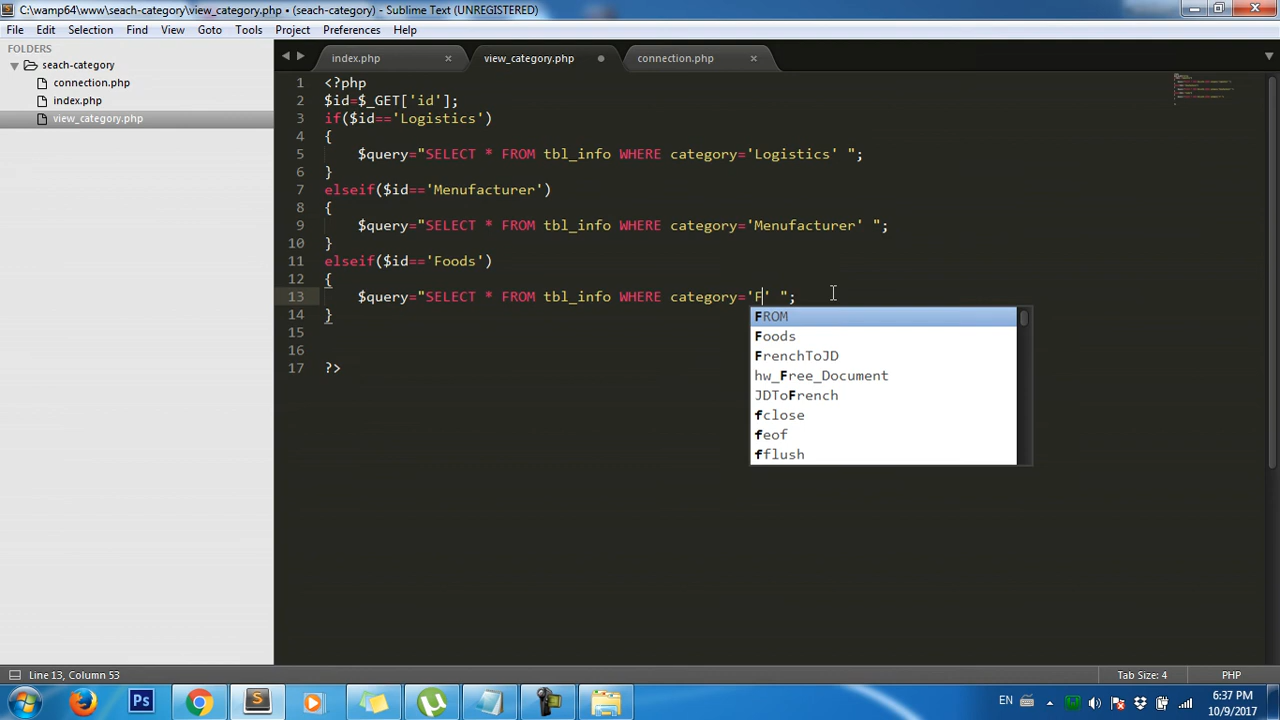 C:\wamp64\www\seach-category\view_category.php • (seach-category) - Sublime Text (UNREGISTERED)
File Edit Selection Find View Goto Tools Project Preferences Help
FOLDERS
seach-category
connection.php
index.php
view_category.php
index.php × view_category.php connection.php ×
1 <?php
2 $id=$_GET['id'];
3 if($id=='Logistics')
4 {
5 $query="SELECT * FROM tbl_info WHERE category='Logistics' ";
6 }
7 elseif($id=='Menufacturer')
8 {
9 $query="SELECT * FROM tbl_info WHERE category='Menufacturer' ";
10 }
11 elseif($id=='Foods')
12 {
13 $query="SELECT * FROM tbl_info WHERE category='F' ";
14 }
15
16
17 ?>
FROM
Foods
FrenchToJD
hw_Free_Document
JDToFrench
fclose
feof
fflush
Line 13, Column 53 Tab Size: 4 PHP
Ps S EN 6:37 PM
10/9/2017